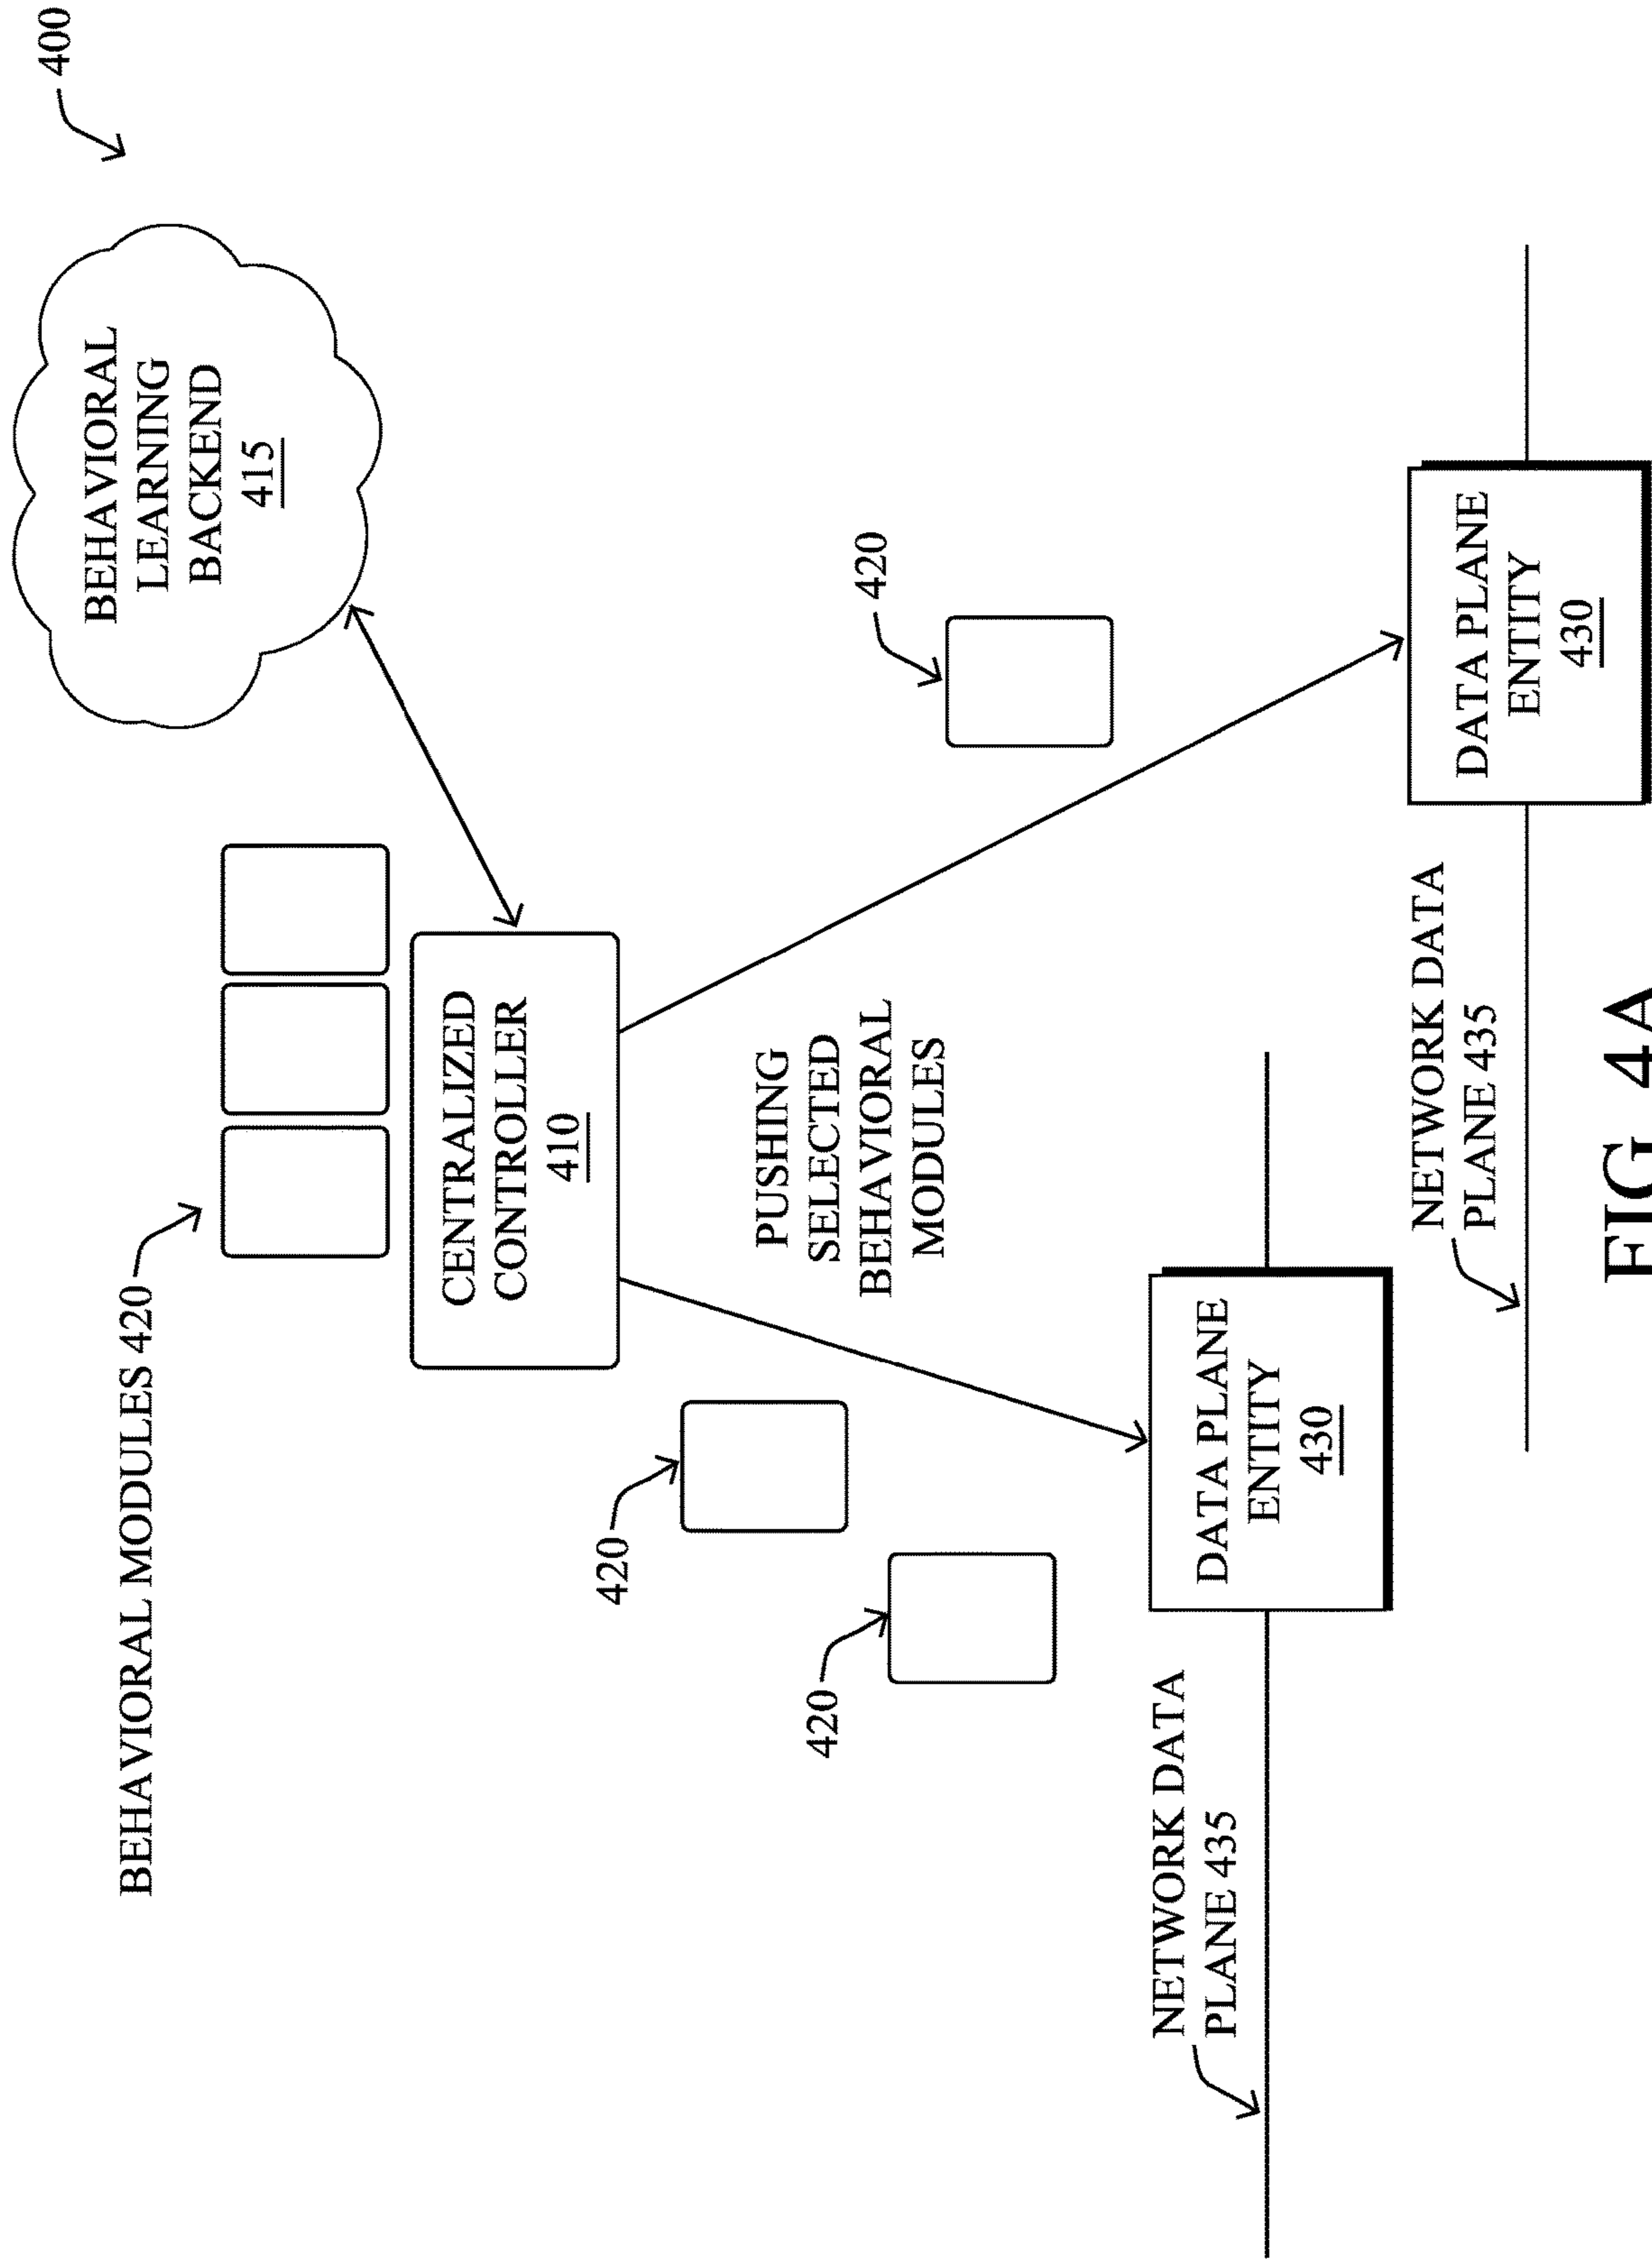 400
BEHAVIORAL
LEARNING
BACKEND
415
BEHAVIORAL MODULES 420
CENTRALIZED
CONTROLLER
410
420
420
420
PUSHING
SELECTED
BEHAVIORAL
MODULES
NETWORK DATA
PLANE 435
DATA PLANE
ENTITY
430
NETWORK DATA
PLANE 435
DATA PLANE
ENTITY
430
FIG. 4A